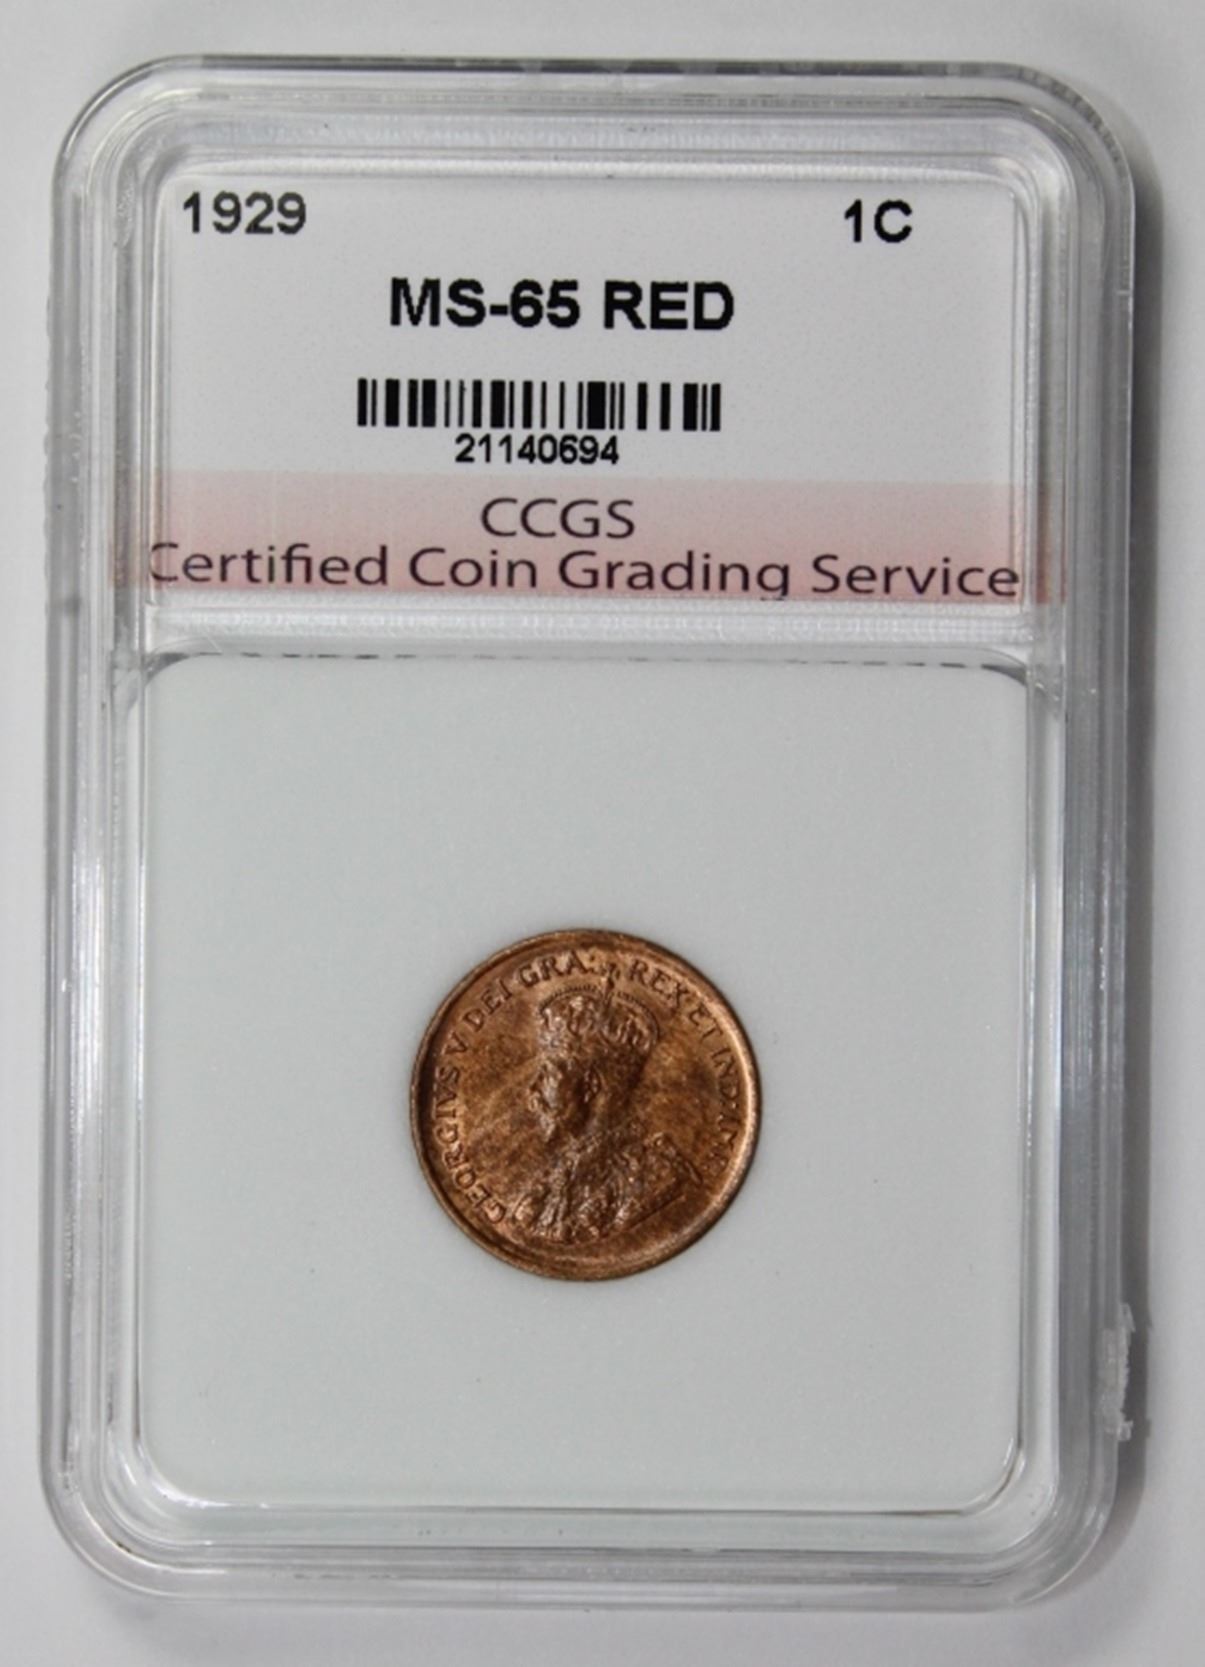 1929 1C
MS-65 RED
21140694
CCGS
Certified Coin Grading Service
GEORGIVS V DEI GRA: REX ET IND:IMP: